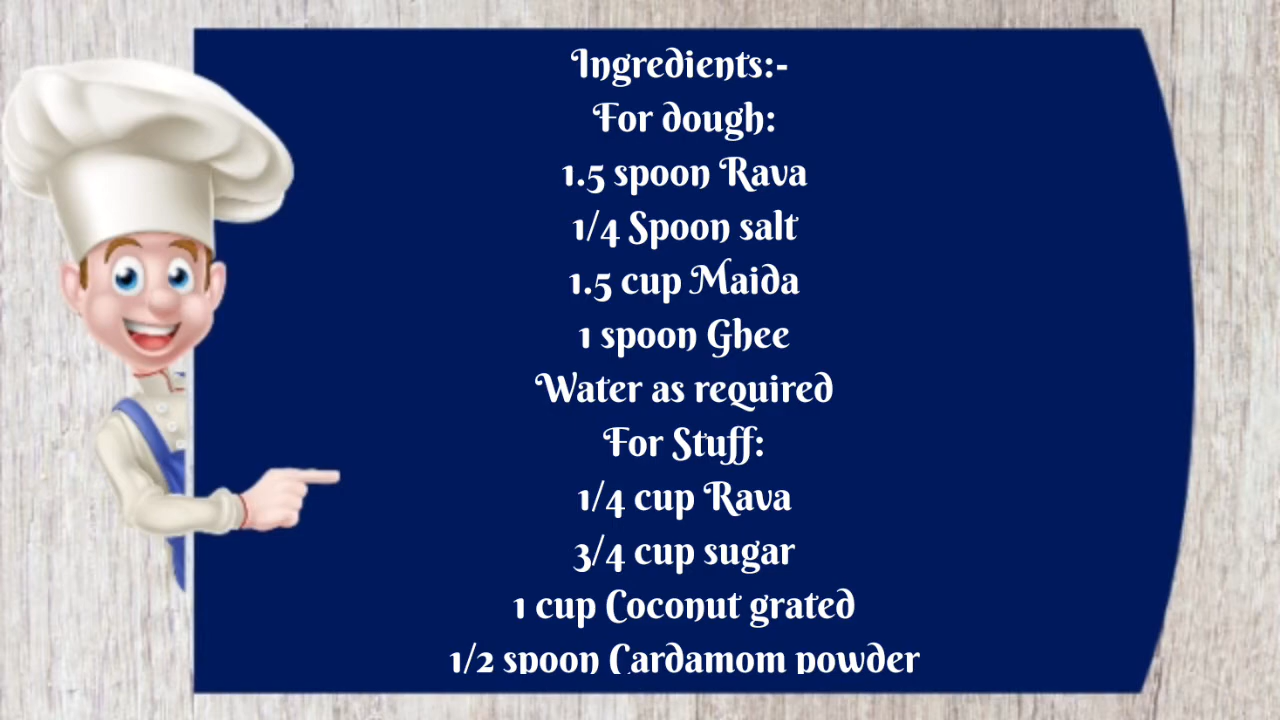 Ingredients:-
For dough:
1.5 spoon Rava
1/4 Spoon salt
1.5 cup Maida
1 spoon Ghee
Water as required
For Stuff:
1/4 cup Rava
3/4 cup sugar
1 cup Coconut grated
1/2 spoon Cardamom powder